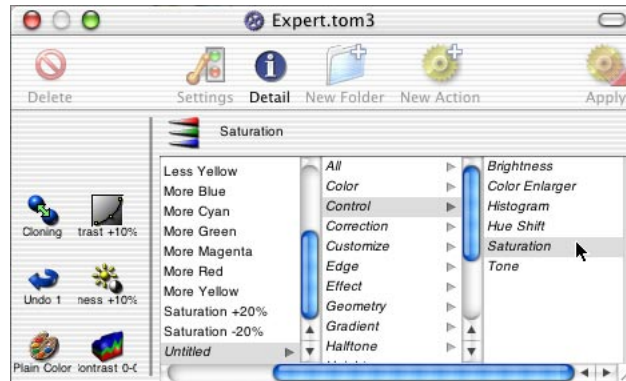 Expert.tom3
Delete
Settings
Detail
New Folder
New Action
Apply
Saturation
Less Yellow
More Blue
More Cyan
More Green
More Magenta
More Red
More Yellow
Saturation +20%
Saturation -20%
Untitled
All
Color
Control
Correction
Customize
Edge
Effect
Geometry
Gradient
Halftone
Brightness
Color Enlarger
Histogram
Hue Shift
Saturation
Tone
Cloning
trast +10%
Undo 1
ness +10%
Plain Color